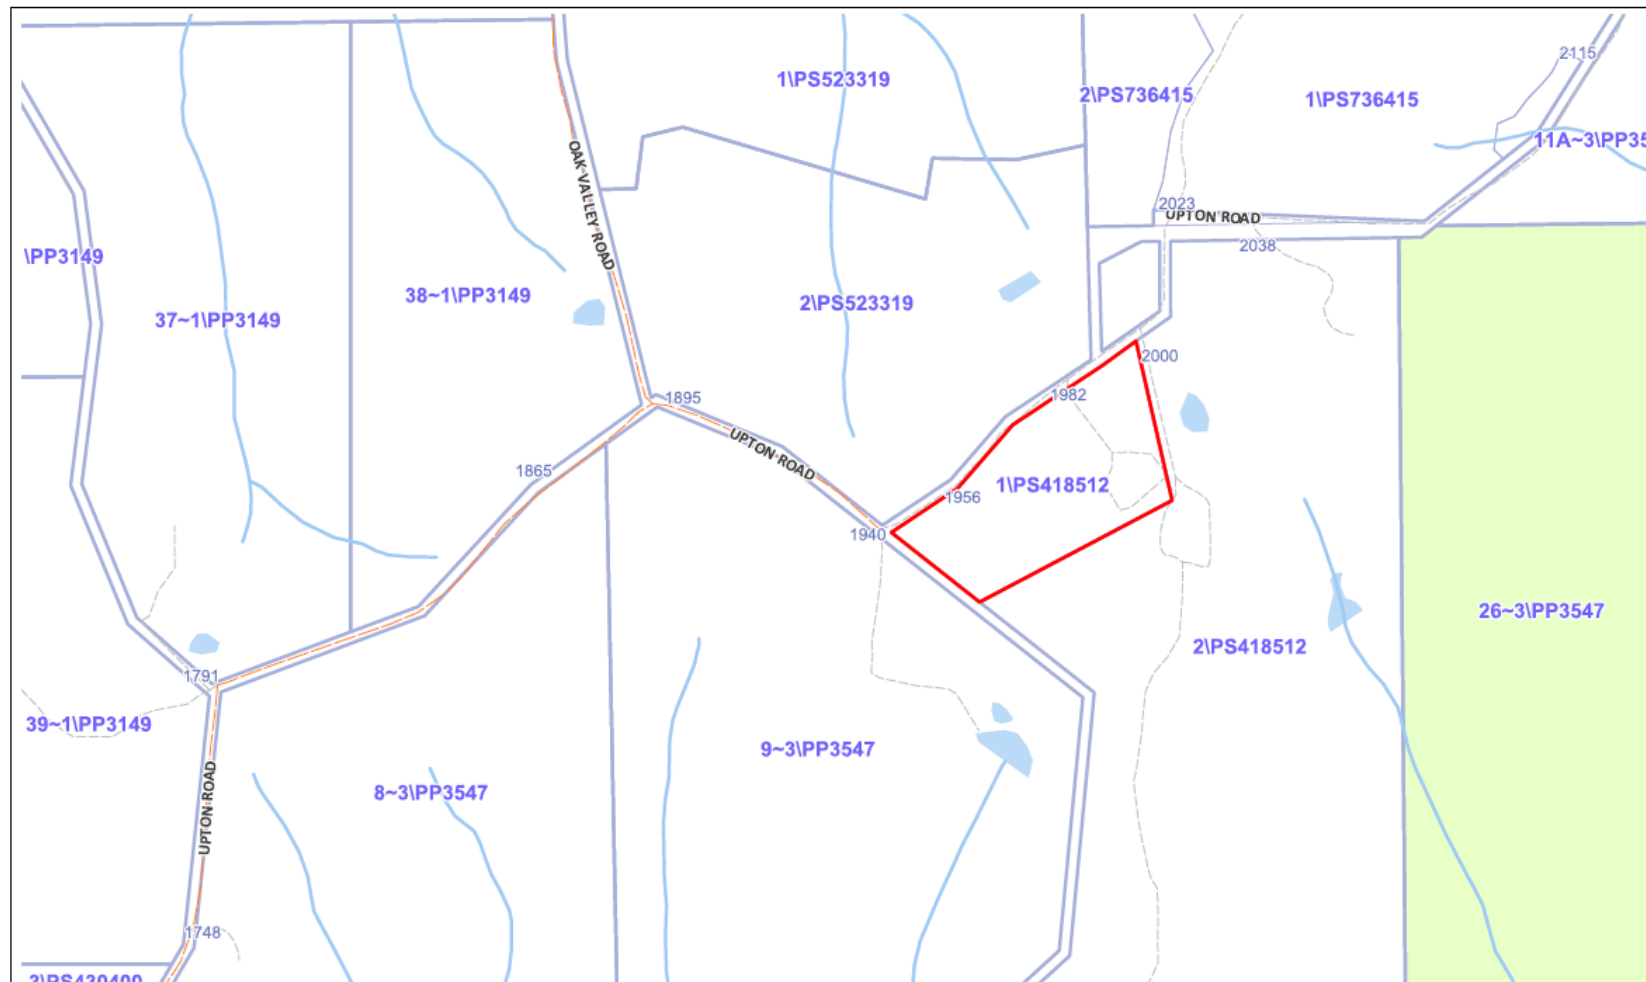 2115
1\PS523319
2\PS736415
1\PS736415
11A~3\PP35
OAK VALLEY ROAD
2023
UPTON ROAD
2038
\PP3149
38~1\PP3149
2\PS523319
37~1\PP3149
2000
1982
1895
UPTON ROAD
1865
1\PS418512
1956
1940
26~3\PP3547
2\PS418512
1791
39~1\PP3149
9~3\PP3547
8~3\PP3547
UPTON ROAD
1748
3\PS430400